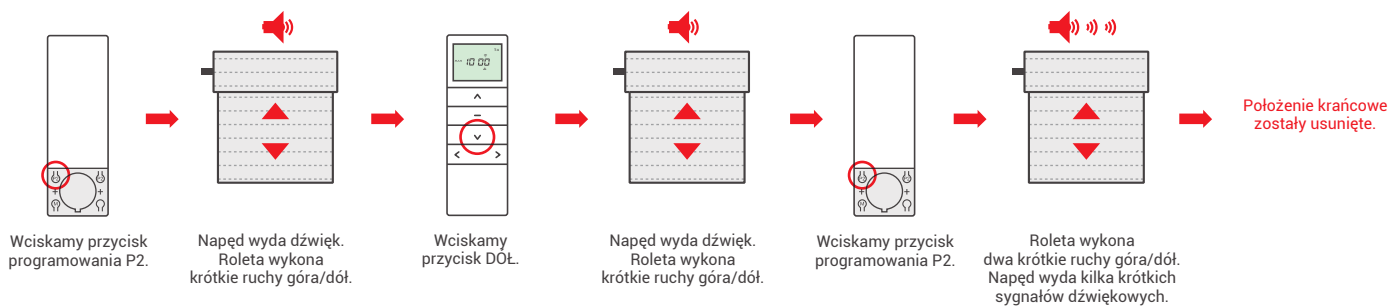 Wciskamy przycisk
programowania P2.
Napęd wyda dźwięk.
Roleta wykona
krótkie ruchy góra/dół.
10:00
Wciskamy
przycisk DÓŁ.
Napęd wyda dźwięk.
Roleta wykona
krótkie ruchy góra/dół.
Wciskamy przycisk
programowania P2.
Roleta wykona
dwa krótkie ruchy góra/dół.
Napęd wyda kilka krótkich
sygnałów dźwiękowych.
Położenie krańcowe
zostały usunięte.